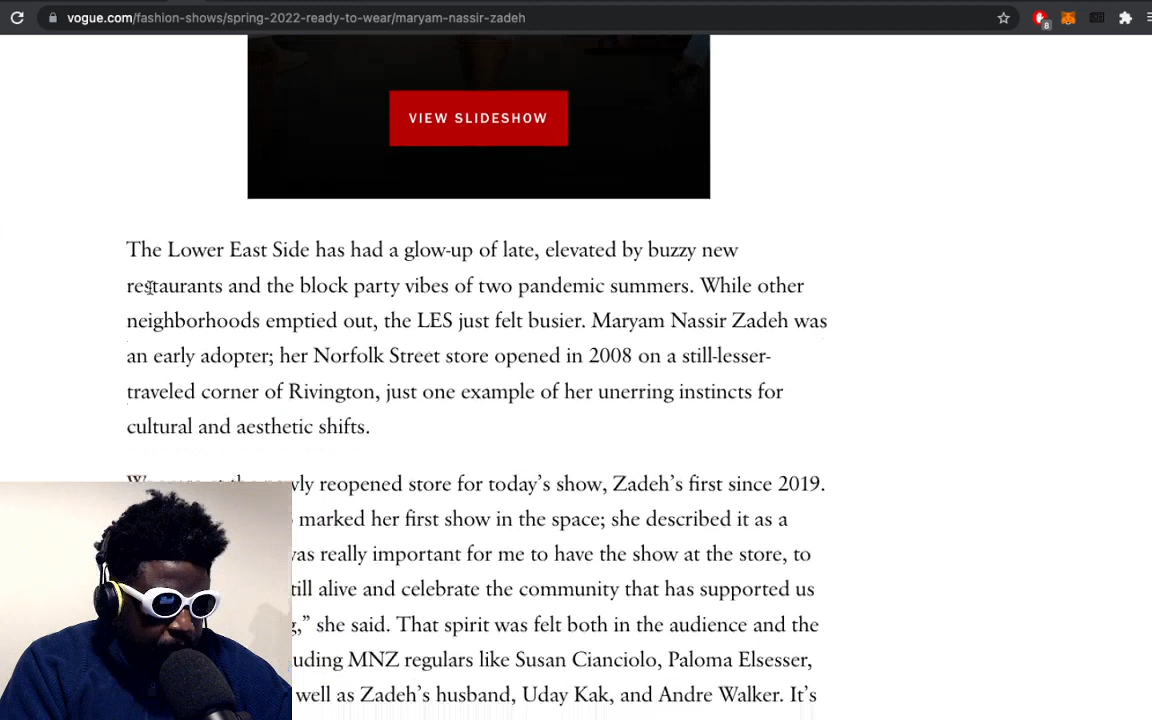 vogue.com/fashion-shows/spring-2022-ready-to-wear/maryam-nassir-zadeh
8
VIEW SLIDESHOW
The Lower East Side has had a glow-up of late, elevated by buzzy new
restaurants and the block party vibes of two pandemic summers. While other
neighborhoods emptied out, the LES just felt busier. Maryam Nassir Zadeh was
an early adopter; her Norfolk Street store opened in 2008 on a still-lesser-
traveled corner of Rivington, just one example of her unerring instincts for
cultural and aesthetic shifts.
reopened store for today’s show, Zadeh’s first since 2019.
marked her first show in the space; she described it as a
really important for me to have the show at the store, to
alive and celebrate the community that has supported us
she said. That spirit was felt both in the audience and the
MNZ regulars like Susan Cianciolo, Paloma Elsesser,
well as Zadeh’s husband, Uday Kak, and Andre Walker. It’s